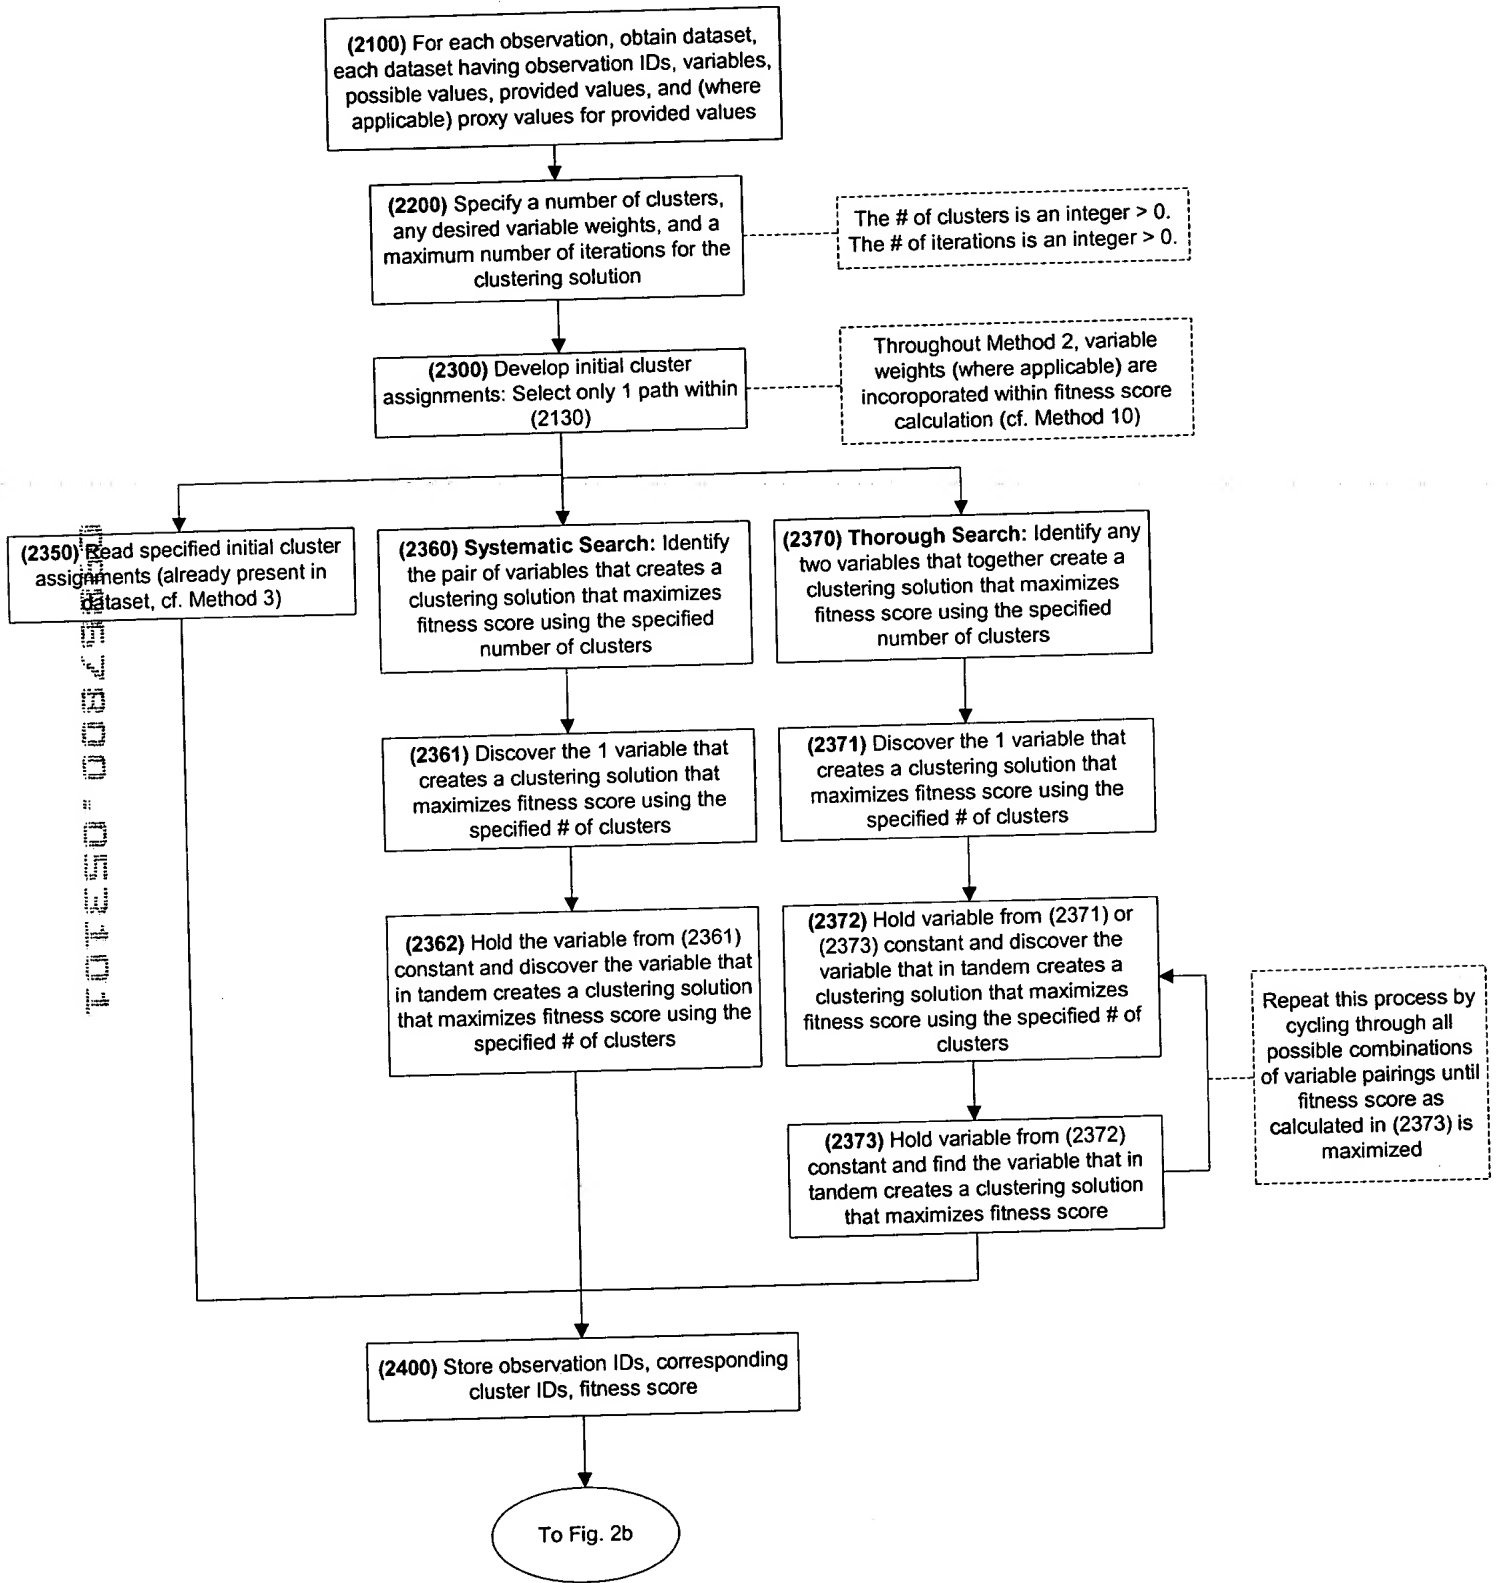 (2100) For each observation, obtain dataset,
each dataset having observation IDs, variables,
possible values, provided values, and (where
applicable) proxy values for provided values
(2200) Specify a number of clusters,
any desired variable weights, and a
maximum number of iterations for the
clustering solution
The # of clusters is an integer > 0.
The # of iterations is an integer > 0.
(2300) Develop initial cluster
assignments: Select only 1 path within
(2130)
Throughout Method 2, variable
weights (where applicable) are
incoroporated within fitness score
calculation (cf. Method 10)
(2350) Read specified initial cluster
assignments (already present in
dataset, cf. Method 3)
(2360) Systematic Search: Identify
the pair of variables that creates a
clustering solution that maximizes
fitness score using the specified
number of clusters
(2370) Thorough Search: Identify any
two variables that together create a
clustering solution that maximizes
fitness score using the specified
number of clusters
(2361) Discover the 1 variable that
creates a clustering solution that
maximizes fitness score using the
specified # of clusters
(2371) Discover the 1 variable that
creates a clustering solution that
maximizes fitness score using the
specified # of clusters
(2362) Hold the variable from (2361)
constant and discover the variable that
in tandem creates a clustering solution
that maximizes fitness score using the
specified # of clusters
(2372) Hold variable from (2371) or
(2373) constant and discover the
variable that in tandem creates a
clustering solution that maximizes
fitness score using the specified # of
clusters
Repeat this process by
cycling through all
possible combinations
of variable pairings until
fitness score as
calculated in (2373) is
maximized
(2373) Hold variable from (2372)
constant and find the variable that in
tandem creates a clustering solution
that maximizes fitness score
(2400) Store observation IDs, corresponding
cluster IDs, fitness score
To Fig. 2b